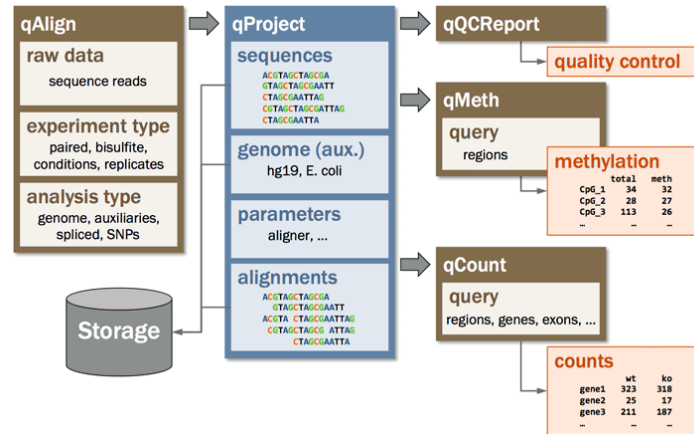 qAlign
raw data
sequence reads
experiment type
paired, bisulfite,
conditions, replicates
analysis type
genome, auxiliaries,
spliced, SNPs
Storage
qProject
sequences
ACGTAGCTAGCGA
GTAGCTAGCGAATT
CTAGCGAATTAG
CGTAGCTAGCGATTAG
CTAGCGAATTA
genome (aux.)
hg19, E. coli
parameters
aligner, ...
alignments
ACGTAGCTAGCGA
GTAGCTAGCGAATT
ACGTA CTAGCGAATTAG
CGTAGCTAGCG ATTAG
CTAGCGAATTA
qQCReport
quality control
qMeth
query
regions
methylation
total meth
CpG_1 34 32
CpG_2 28 27
CpG_3 113 26
… … …
qCount
query
regions, genes, exons, ...
counts
wt ko
gene1 323 318
gene2 25 17
gene3 211 187
… … …